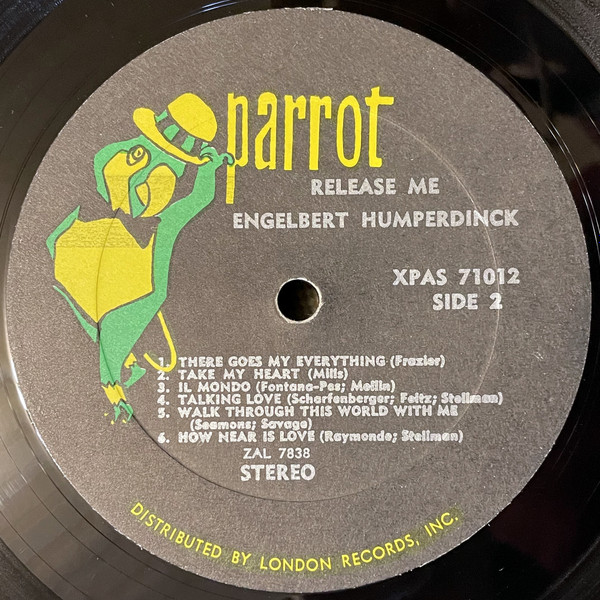 parrot
RELEASE ME
ENGELBERT HUMPERDINCK
XPAS 71012
SIDE 2
1. THERE GOES MY EVERYTHING (Frazier)
2. TAKE MY HEART (Mills)
3. IL MONDO (Fontana-Pes; Meilin)
4. TALKING LOVE (Scharfenberger; Feitz; Stellman)
5. WALK THROUGH THIS WORLD WITH ME
(Seamons; Savage)
6. HOW NEAR IS LOVE (Raymonde; Stellman)
ZAL 7838
STEREO
DISTRIBUTED BY LONDON RECORDS, INC.